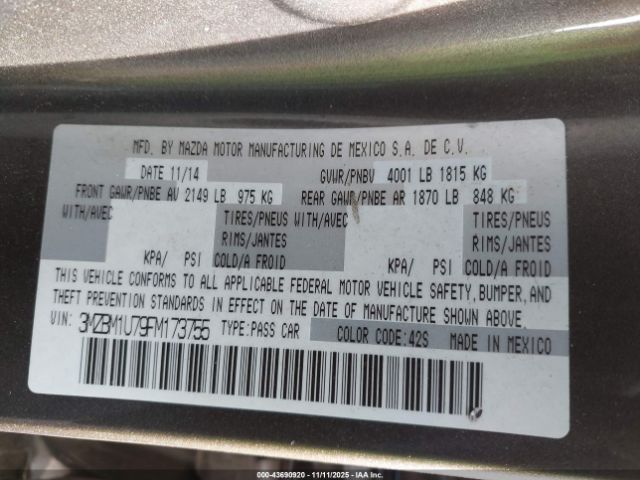 MFD. BY MAZDA MOTOR MANUFACTURING DE MEXICO S.A. DE C.V.
DATE 11/14 GVWR/PNBV 4001 LB 1815 KG
FRONT GAWR/PNBE AV 2149 LB 975 KG REAR GAWR/PNBE AR 1870 LB 848 KG
WITH/AVEC TIRES/PNEUS WITH/AVEC TIRES/PNEUS
RIMS/JANTES RIMS/JANTES
KPA/ PSI COLD/A FROID KPA/ PSI COLD/A FROID
THIS VEHICLE CONFORMS TO ALL APPLICABLE FEDERAL MOTOR VEHICLE SAFETY, BUMPER, AND
THEFT PREVENTION STANDARDS IN EFFECT ON THE DATE OF MANUFACTURE SHOWN ABOVE.
VIN: 3MZBM1U79FM173755 TYPE:PASS CAR COLOR CODE:42S MADE IN MEXICO
000-43690920 - 11/11/2025 - IAA Inc.